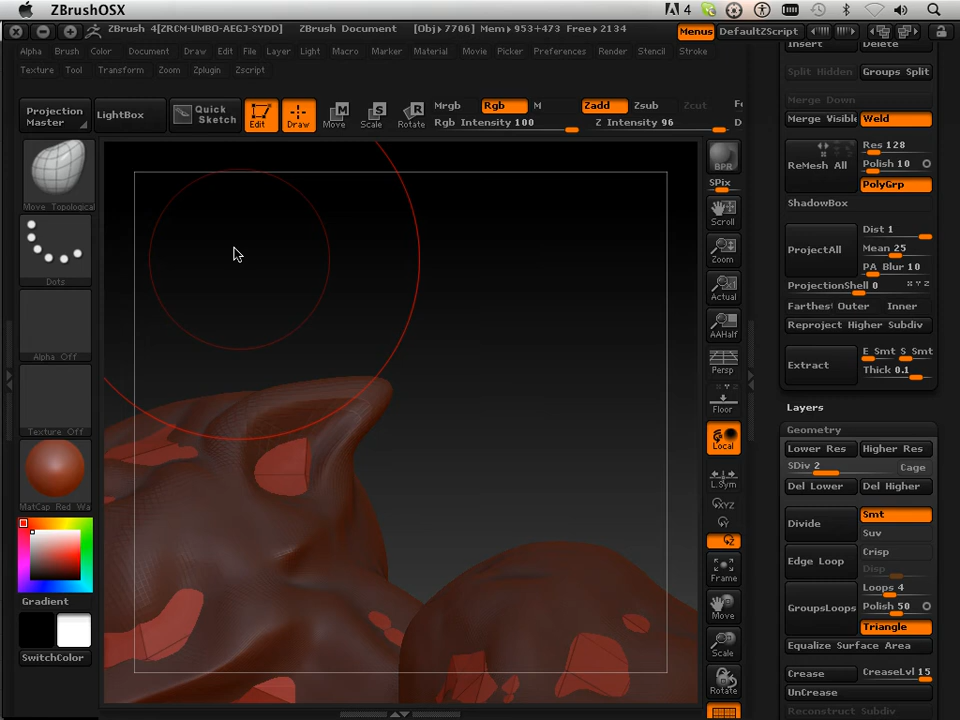 ZBrushOSX
4
ZBrush 4[ZRCM-UMBO-AEGJ-SYDD] ZBrush Document [Obj▸7706] Mem▸953+473 Free▸2134 Menus DefaultZScript
Alpha Brush Color Document Draw Edit File Layer Light Macro Marker Material Movie Picker Preferences Render Stencil Stroke
Texture Tool Transform Zoom Zplugin Zscript
Projection Master
LightBox
Quick Sketch
Edit
Draw
Move
Scale
Rotate
Mrgb Rgb M Zadd Zsub Zcut
Rgb Intensity 100 Z Intensity 96
Move Topological
Dots
Alpha Off
Texture Off
MatCap Red Wa
Gradient
SwitchColor
BPR
SPix
Scroll
Zoom
Actual
AAHalf
Persp
Floor
Local
L.Sym
XYZ
Y
Z
Frame
Move
Scale
Rotate
Insert Delete
Split Hidden Groups Split
Merge Down
Merge Visible Weld
ReMesh All
Res 128
Polish 10
PolyGrp
ShadowBox
ProjectAll
Dist 1
Mean 25
PA Blur 10
ProjectionShell 0
Farthest Outer Inner
Reproject Higher Subdiv
Extract
E Smt S Smt
Thick 0.1
Layers
Geometry
Lower Res Higher Res
SDiv 2 Cage
Del Lower Del Higher
Divide
Smt
Suv
Edge Loop
Crisp
Disp
GroupsLoops
Loops 4
Polish 50
Triangle
Equalize Surface Area
Crease CreaseLvl 15
UnCrease
Reconstruct Subdiv